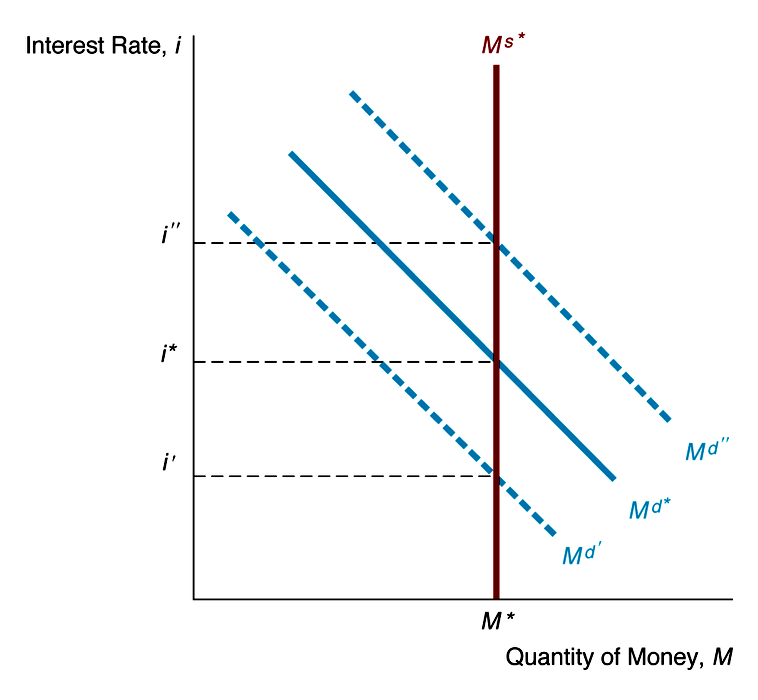 Interest Rate, i
Ms*
i″
i*
i′
Md″
Md*
Md′
M*
Quantity of Money, M